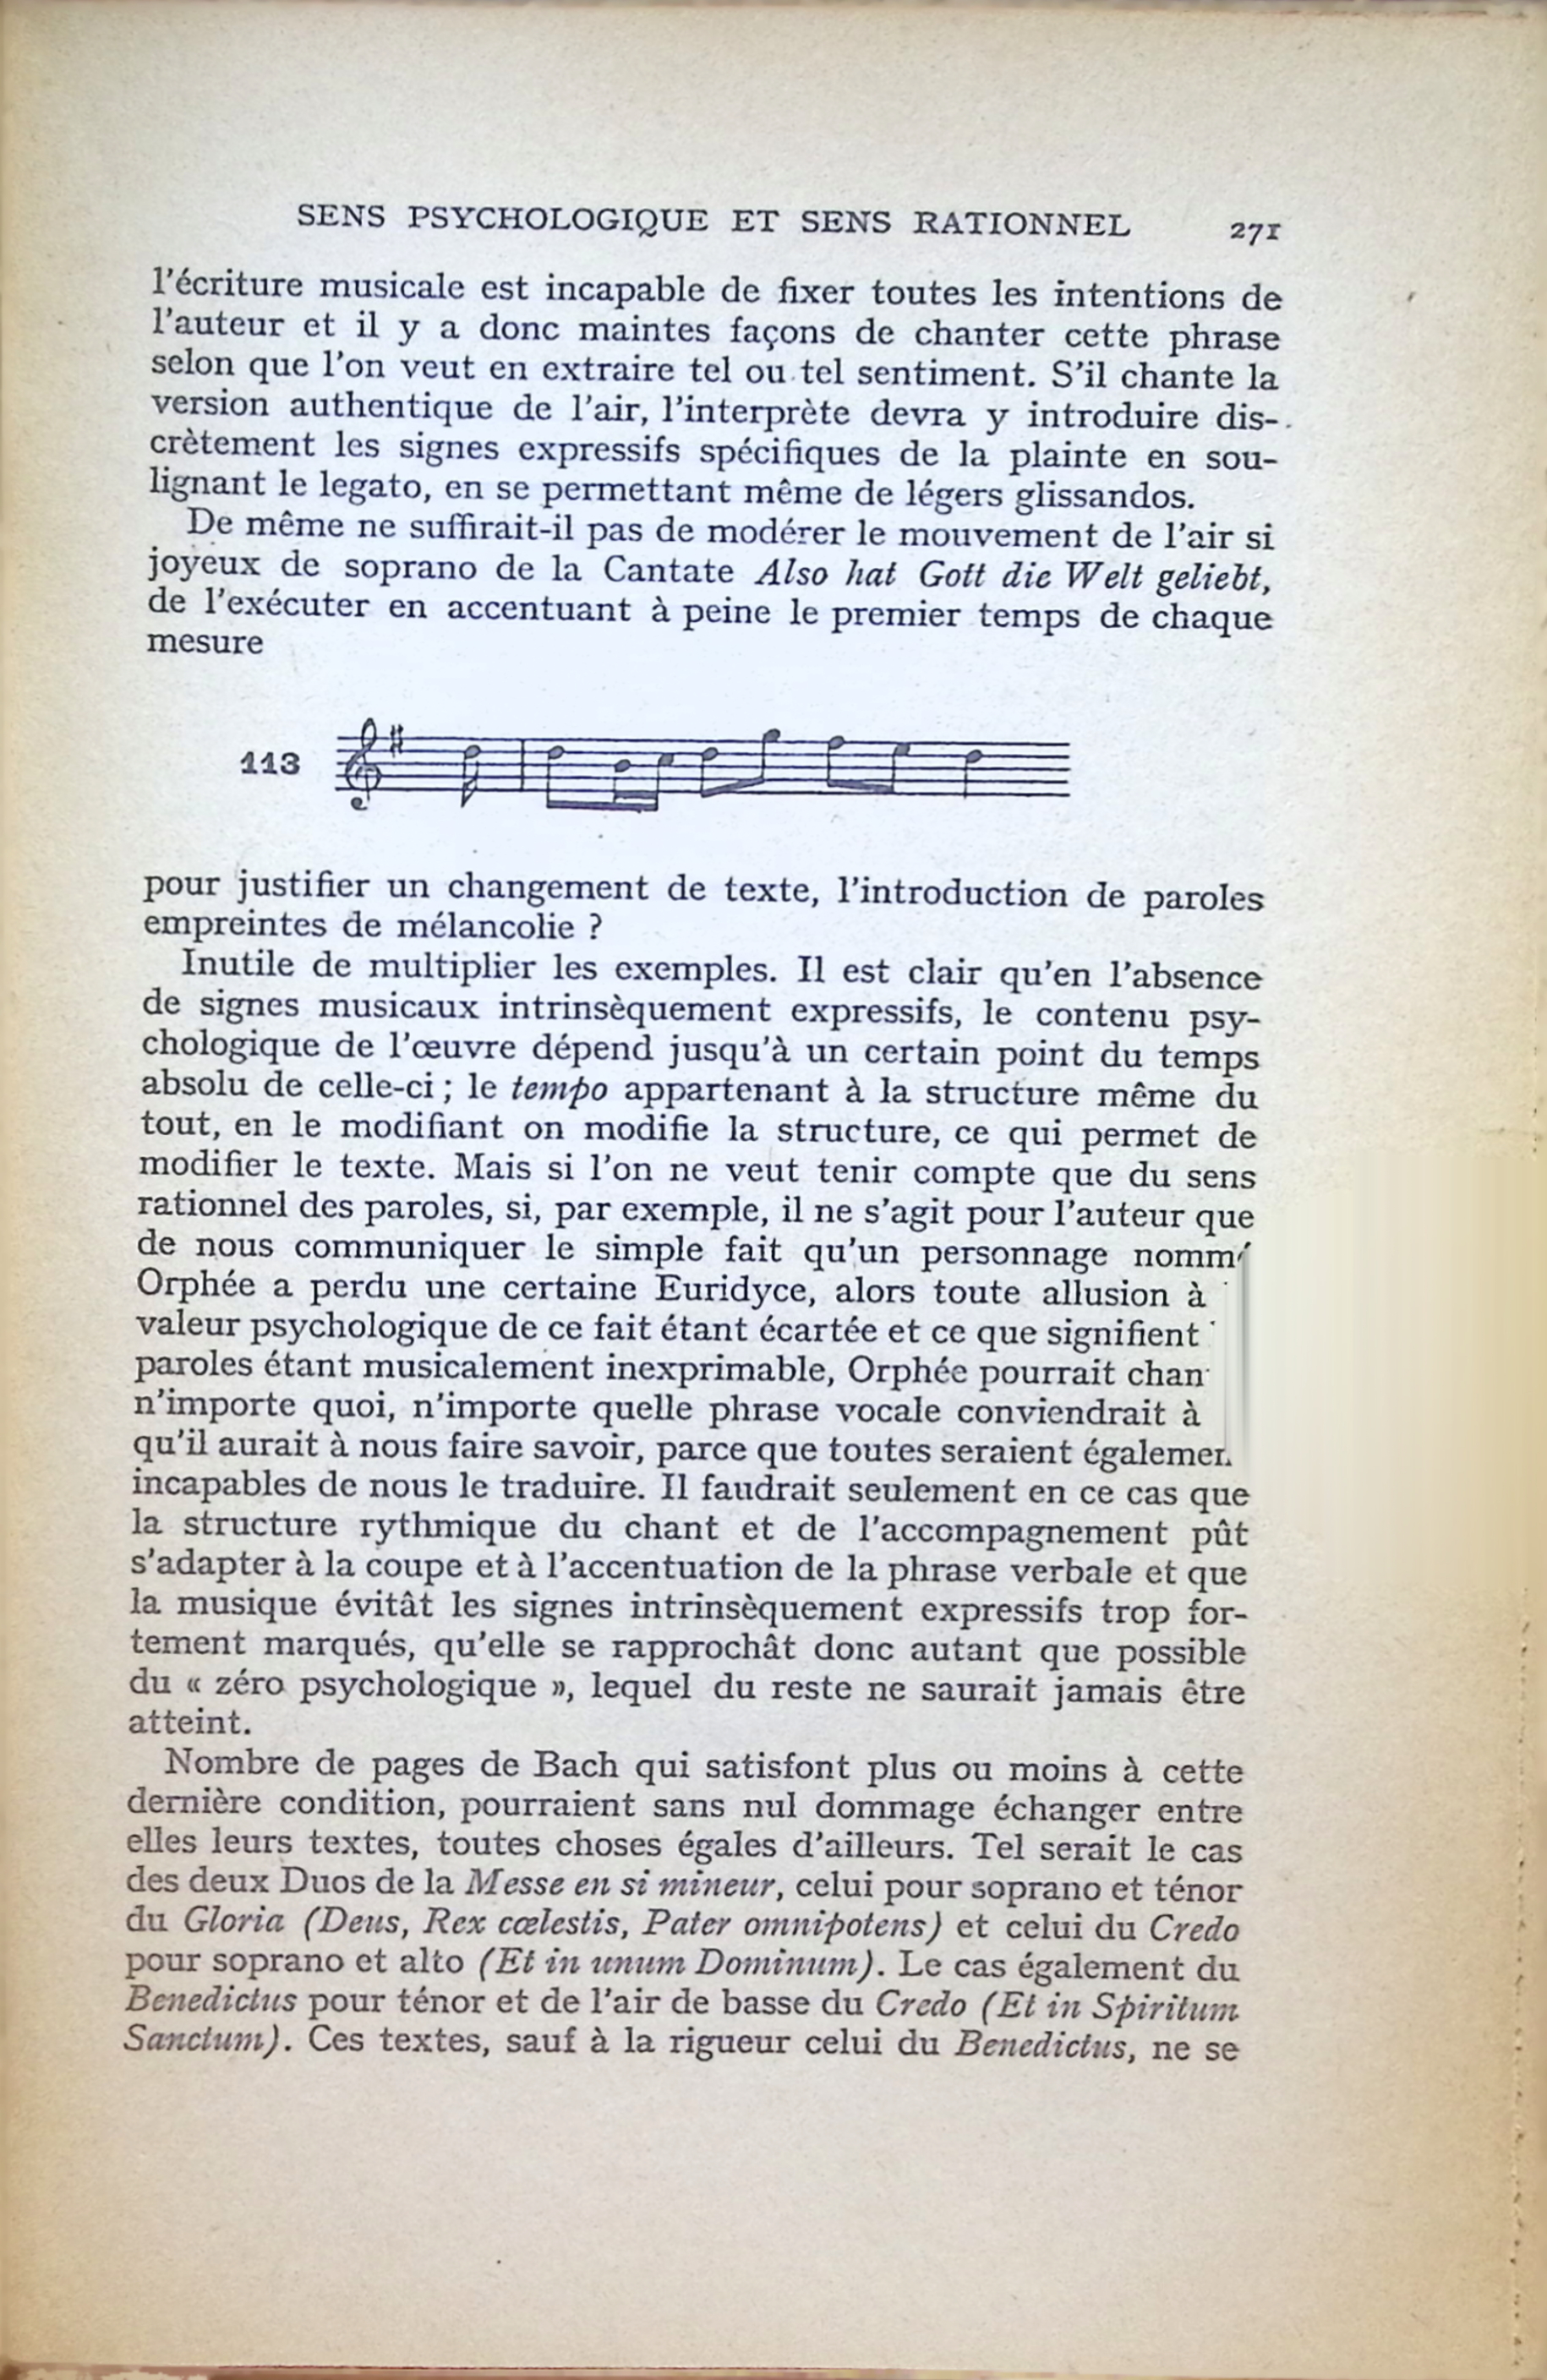 SENS PSYCHOLOGIQUE ET SENS RATIONNEL 271
l'écriture musicale est incapable de fixer toutes les intentions de
l'auteur et il y a donc maintes façons de chanter cette phrase
selon que l'on veut en extraire tel ou tel sentiment. S'il chante la
version authentique de l'air, l'interprète devra y introduire dis-
crètement les signes expressifs spécifiques de la plainte en sou-
lignant le legato, en se permettant même de légers glissandos.
De même ne suffirait-il pas de modérer le mouvement de l'air si
joyeux de soprano de la Cantate Also hat Gott die Welt geliebt,
de l'exécuter en accentuant à peine le premier temps de chaque
mesure
113
pour justifier un changement de texte, l'introduction de paroles
empreintes de mélancolie ?
Inutile de multiplier les exemples. Il est clair qu'en l'absence
de signes musicaux intrinsèquement expressifs, le contenu psy-
chologique de l'œuvre dépend jusqu'à un certain point du temps
absolu de celle-ci ; le tempo appartenant à la structure même du
tout, en le modifiant on modifie la structure, ce qui permet de
modifier le texte. Mais si l'on ne veut tenir compte que du sens
rationnel des paroles, si, par exemple, il ne s'agit pour l'auteur que
de nous communiquer le simple fait qu'un personnage nommé
Orphée a perdu une certaine Euridyce, alors toute allusion à
valeur psychologique de ce fait étant écartée et ce que signifient
paroles étant musicalement inexprimable, Orphée pourrait chan
n'importe quoi, n'importe quelle phrase vocale conviendrait à
qu'il aurait à nous faire savoir, parce que toutes seraient égalemen
incapables de nous le traduire. Il faudrait seulement en ce cas que
la structure rythmique du chant et de l'accompagnement pût
s'adapter à la coupe et à l'accentuation de la phrase verbale et que
la musique évitât les signes intrinsèquement expressifs trop for-
tement marqués, qu'elle se rapprochât donc autant que possible
du « zéro psychologique », lequel du reste ne saurait jamais être
atteint.
Nombre de pages de Bach qui satisfont plus ou moins à cette
dernière condition, pourraient sans nul dommage échanger entre
elles leurs textes, toutes choses égales d'ailleurs. Tel serait le cas
des deux Duos de la Messe en si mineur, celui pour soprano et ténor
du Gloria (Deus, Rex cœlestis, Pater omnipotens) et celui du Credo
pour soprano et alto (Et in unum Dominum). Le cas également du
Benedictus pour ténor et de l'air de basse du Credo (Et in Spiritum
Sanctum). Ces textes, sauf à la rigueur celui du Benedictus, ne se